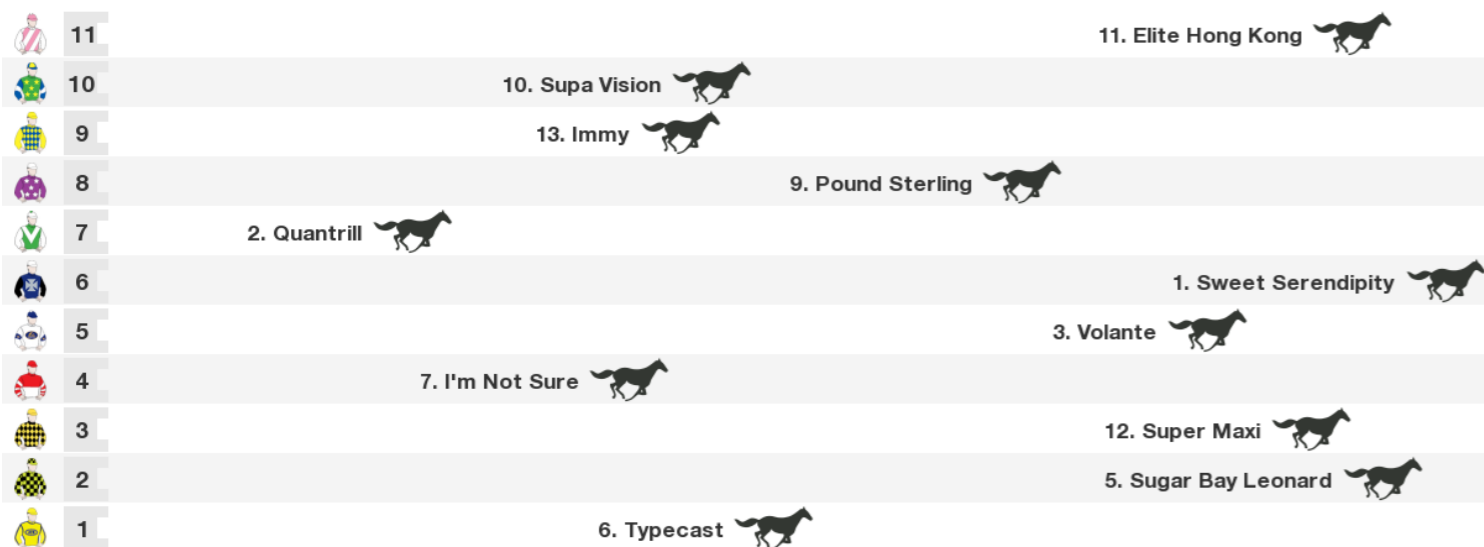 11 11. Elite Hong Kong
10 10. Supa Vision
9 13. Immy
8 9. Pound Sterling
7 2. Quantrill
6 1. Sweet Serendipity
5 3. Volante
4 7. I'm Not Sure
3 12. Super Maxi
2 5. Sugar Bay Leonard
1 6. Typecast